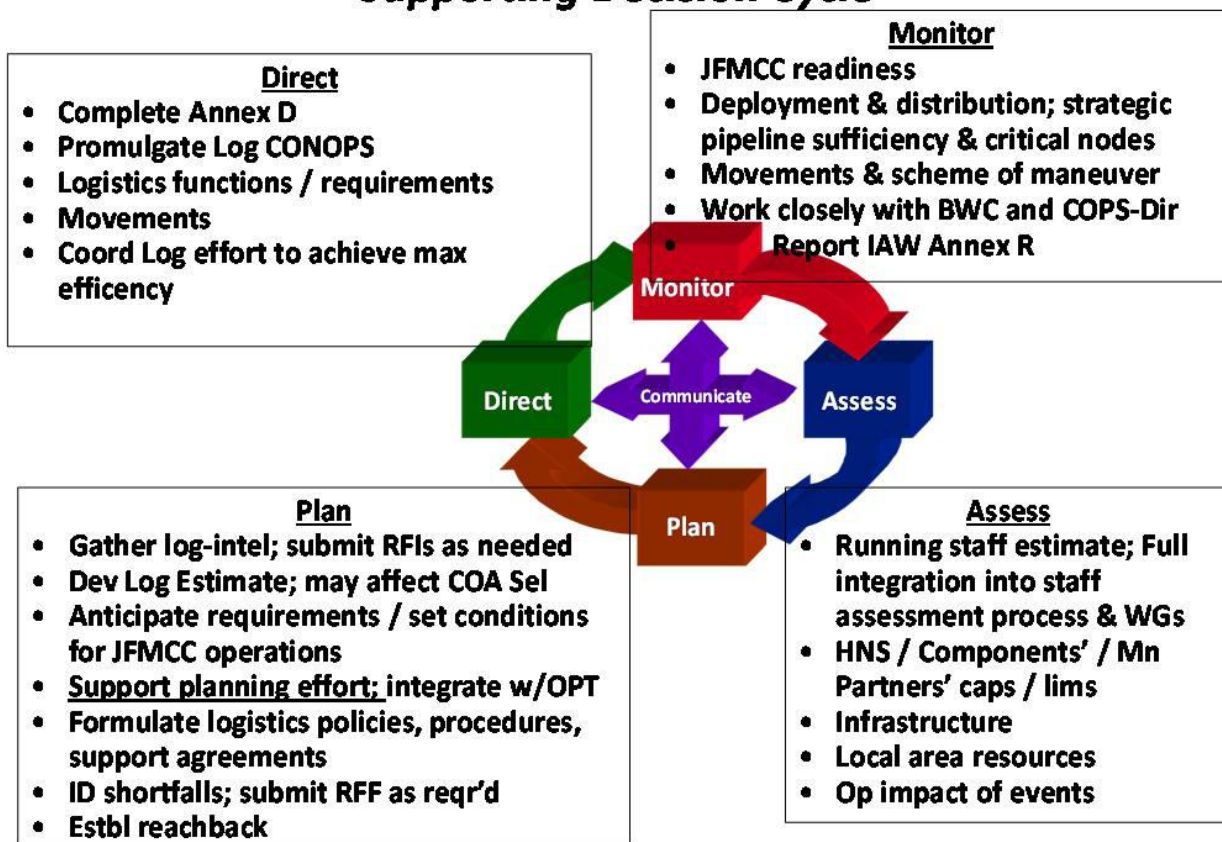 Supporting Decision Cycle
Direct
• Complete Annex D
• Promulgate Log CONOPS
• Logistics functions / requirements
• Movements
• Coord Log effort to achieve max
efficency
Monitor
• JFMCC readiness
• Deployment & distribution; strategic
pipeline sufficiency & critical nodes
• Movements & scheme of maneuver
• Work closely with BWC and COPS-Dir
• Report IAW Annex R
Monitor
Direct
Communicate
Assess
Plan
Plan
• Gather log-intel; submit RFIs as needed
• Dev Log Estimate; may affect COA Sel
• Anticipate requirements / set conditions
for JFMCC operations
• Support planning effort; integrate w/OPT
• Formulate logistics policies, procedures,
support agreements
• ID shortfalls; submit RFF as reqr’d
• Estbl reachback
Assess
• Running staff estimate; Full
integration into staff
assessment process & WGs
• HNS / Components’ / Mn
Partners’ caps / lims
• Infrastructure
• Local area resources
• Op impact of events